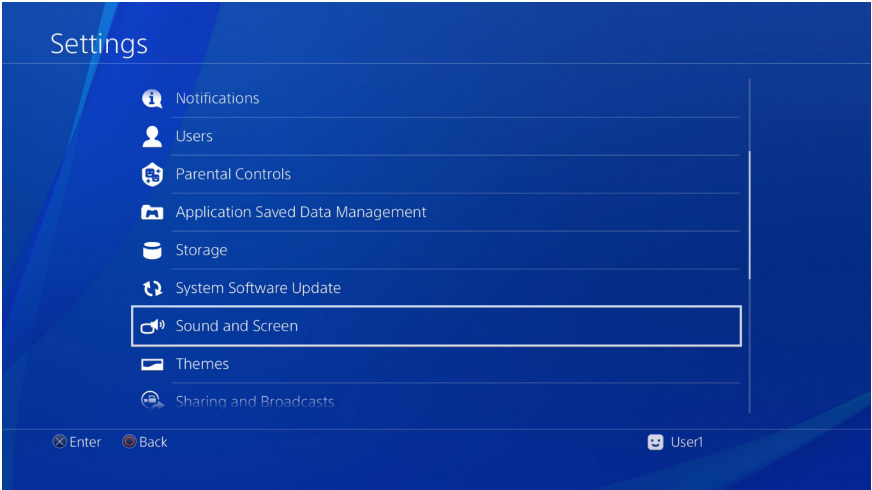 Settings
Notifications
Users
Parental Controls
Application Saved Data Management
Storage
System Software Update
Sound and Screen
Themes
Sharing and Broadcasts
Enter Back User1